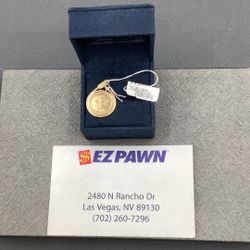 EZPAWN
2480 N Rancho Dr
Las Vegas, NV 89130
(702) 260-7296